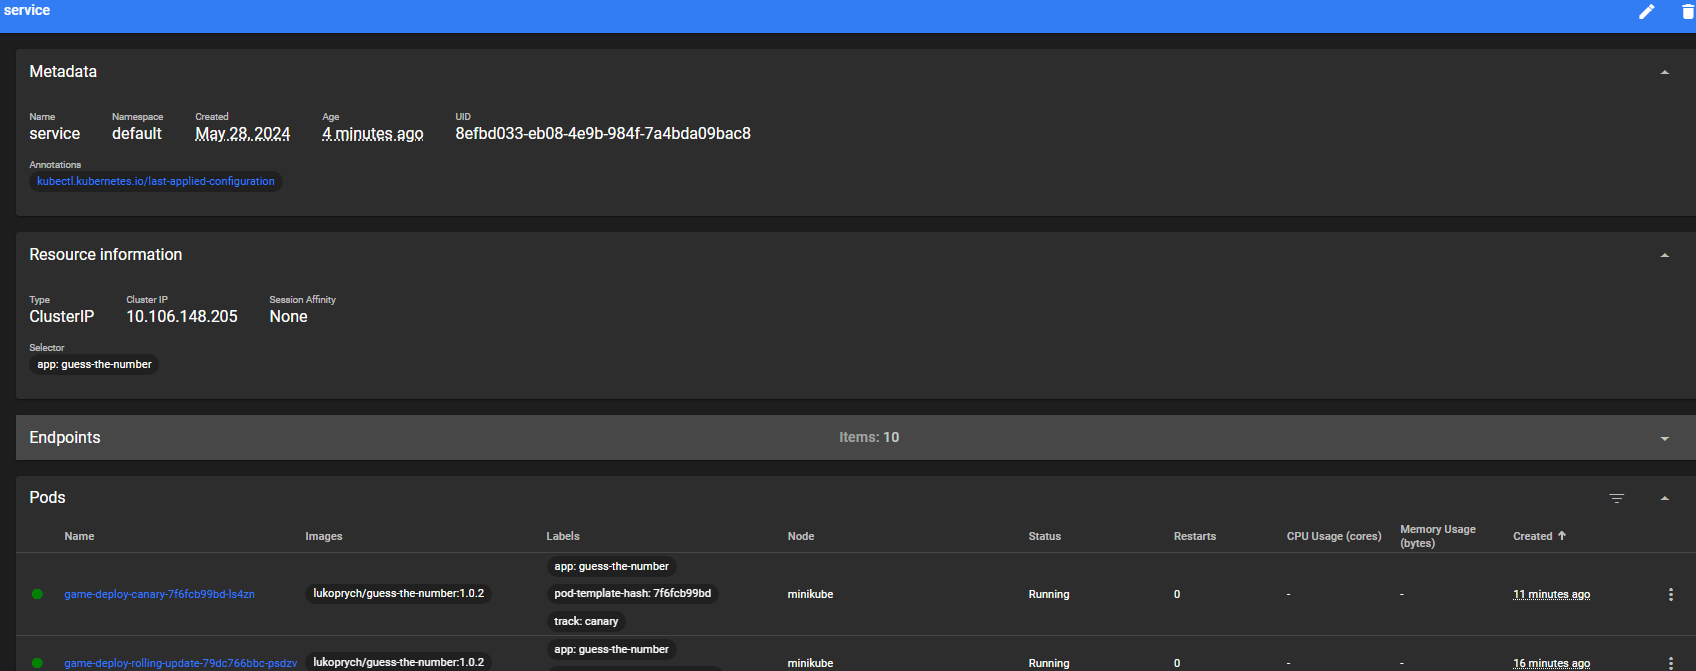 service
Metadata
Name Namespace Created Age UID
service default May 28, 2024 4 minutes ago 8efbd033-eb08-4e9b-984f-7a4bda09bac8
Annotations
kubectl.kubernetes.io/last-applied-configuration
Resource information
Type Cluster IP Session Affinity
ClusterIP 10.106.148.205 None
Selector
app: guess-the-number
Endpoints Items: 10
Pods
Name Images Labels Node Status Restarts CPU Usage (cores) Memory Usage (bytes) Created
app: guess-the-number
game-deploy-canary-7f6fcb99bd-ls4zn lukoprych/guess-the-number:1.0.2 pod-template-hash: 7f6fcb99bd minikube Running 0 - - 11 minutes ago
track: canary
app: guess-the-number
game-deploy-rolling-update-79dc766bbc-psdzv lukoprych/guess-the-number:1.0.2 minikube Running 0 - - 16 minutes ago